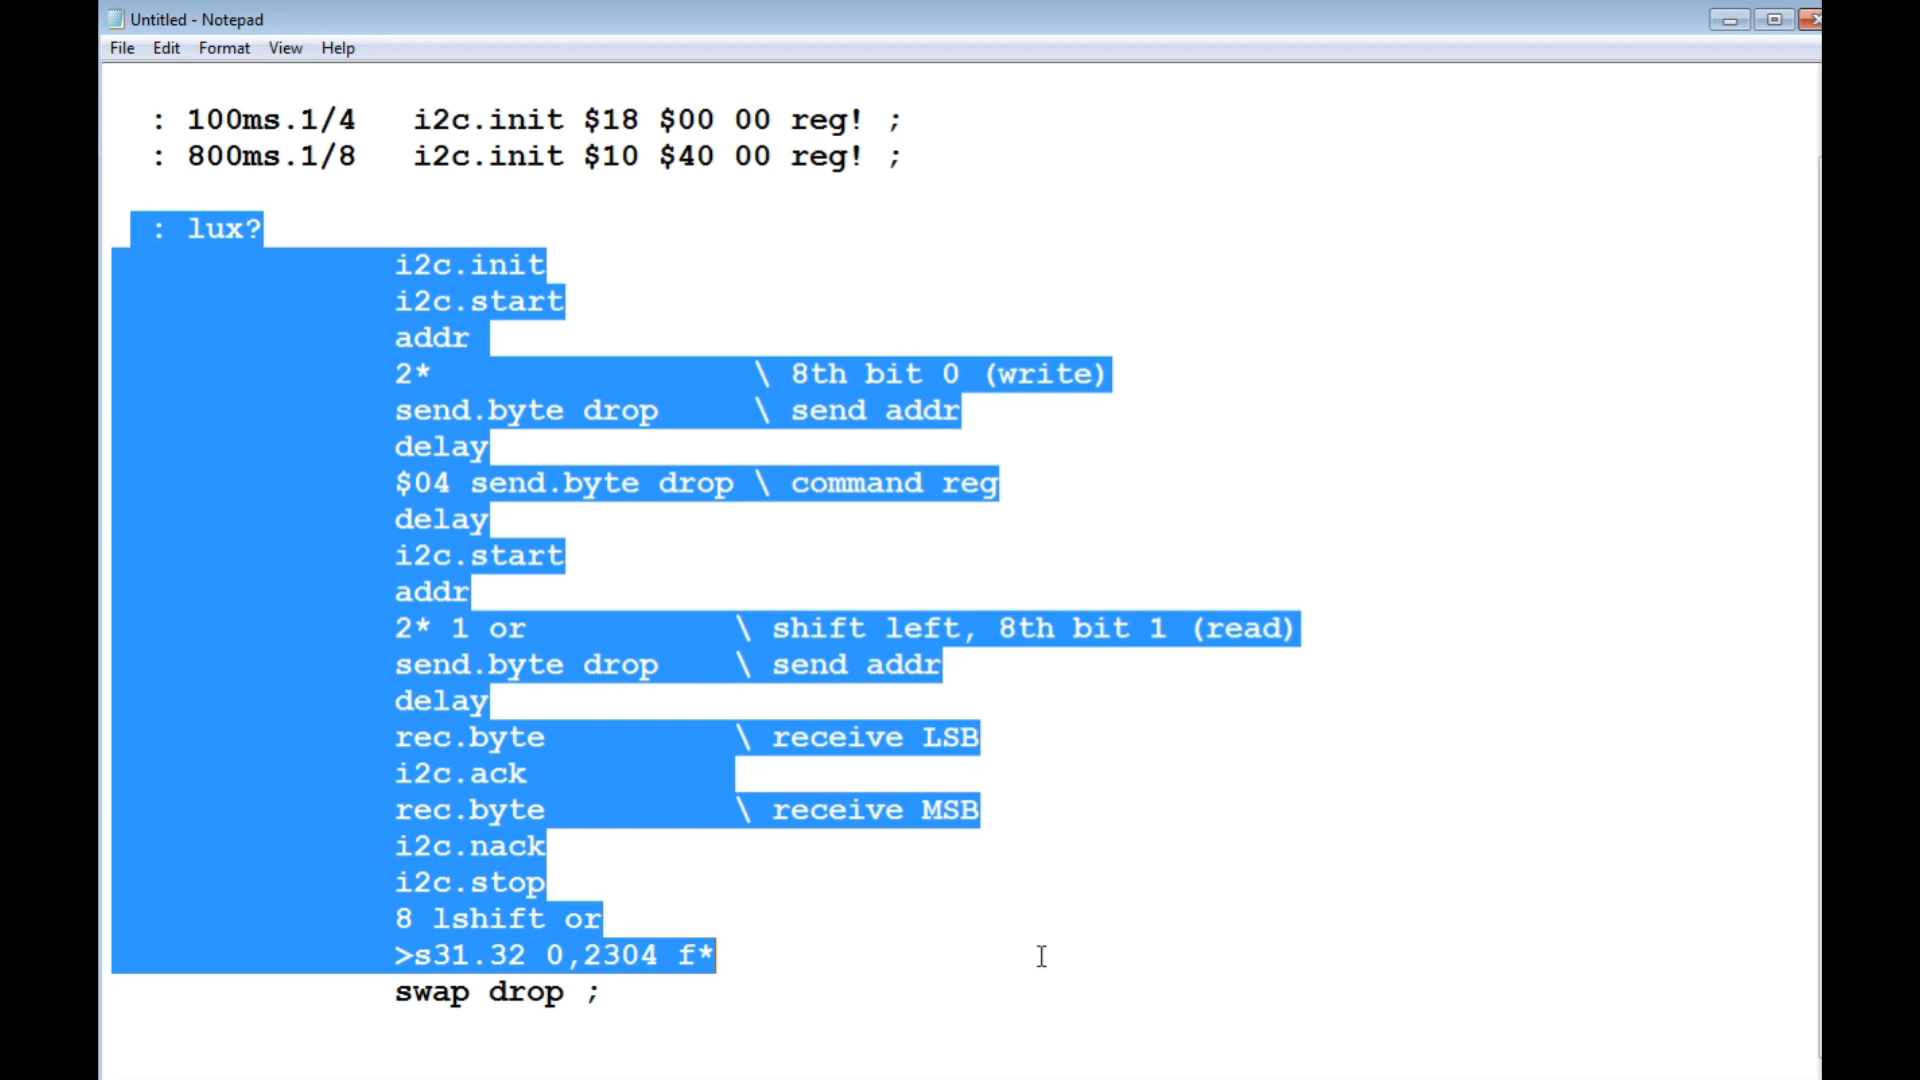 Untitled - Notepad
File Edit Format View Help
: 100ms.1/4   i2c.init $18 $00 00 reg! ;
: 800ms.1/8   i2c.init $10 $40 00 reg! ;
: lux?
i2c.init
i2c.start
addr
2*                 \ 8th bit 0 (write)
send.byte drop     \ send addr
delay
$04 send.byte drop \ command reg
delay
i2c.start
addr
2* 1 or           \ shift left, 8th bit 1 (read)
send.byte drop    \ send addr
delay
rec.byte          \ receive LSB
i2c.ack
rec.byte          \ receive MSB
i2c.nack
i2c.stop
8 lshift or
>s31.32 0,2304 f*
swap drop ;